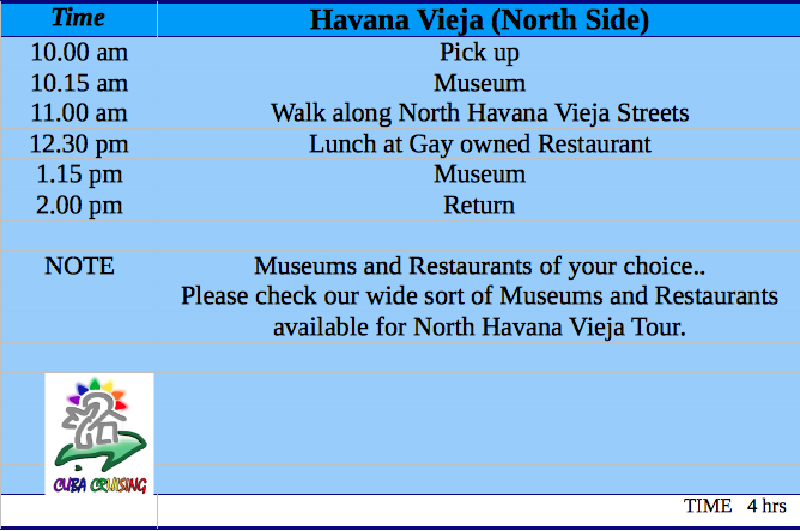 Time Havana Vieja (North Side)
10.00 am Pick up
10.15 am Museum
11.00 am Walk along North Havana Vieja Streets
12.30 pm Lunch at Gay owned Restaurant
1.15 pm Museum
2.00 pm Return
NOTE Museums and Restaurants of your choice..
Please check our wide sort of Museums and Restaurants
available for North Havana Vieja Tour.
CUBA CRUISING
TIME 4 hrs